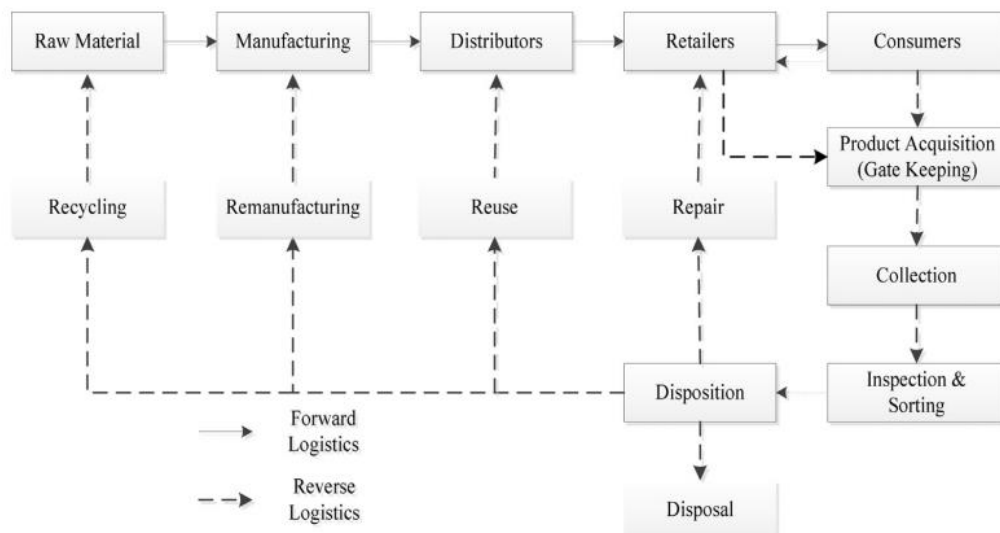 Raw Material
Manufacturing
Distributors
Retailers
Consumers
Product Acquisition
(Gate Keeping)
Recycling
Remanufacturing
Reuse
Repair
Collection
Disposition
Inspection &
Sorting
Forward
Logistics
Reverse
Logistics
Disposal